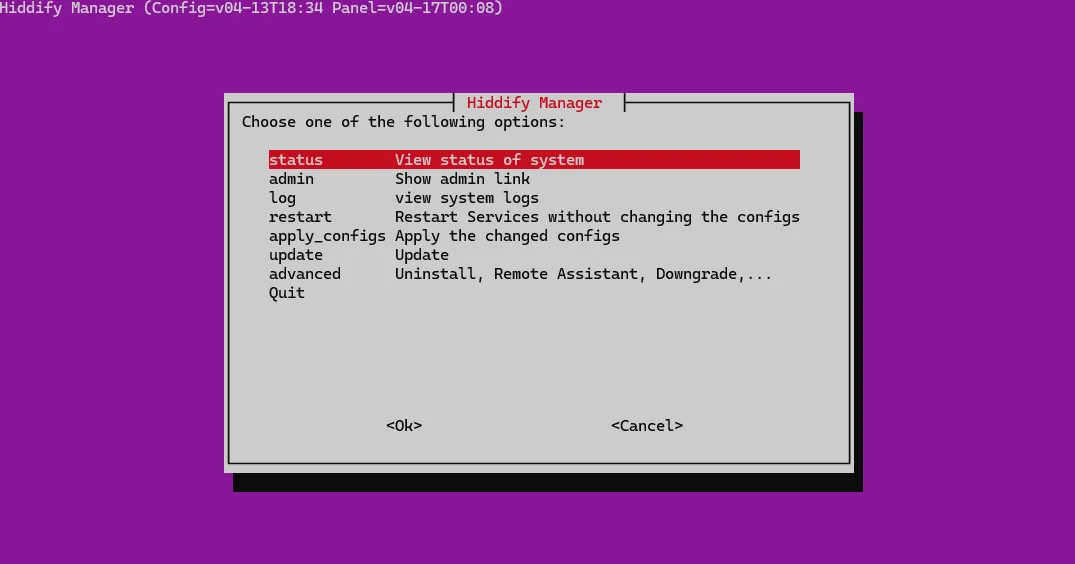 Hiddify Manager (Config=v04-13T18:34 Panel=v04-17T00:08)
Hiddify Manager
Choose one of the following options:
status View status of system
admin Show admin link
log view system logs
restart Restart Services without changing the configs
apply_configs Apply the changed configs
update Update
advanced Uninstall, Remote Assistant, Downgrade,...
Quit
<Ok> <Cancel>